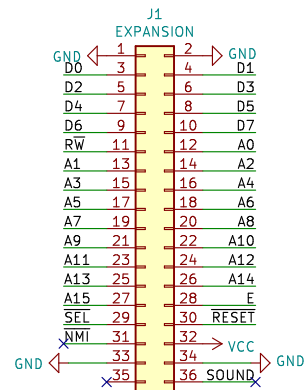 J1
EXPANSION
GND 1 2 GND
D0 3 4 D1
D2 5 6 D3
D4 7 8 D5
D6 9 10 D7
RW̅ 11 12 A0
A1 13 14 A2
A3 15 16 A4
A5 17 18 A6
A7 19 20 A8
A9 21 22 A10
A11 23 24 A12
A13 25 26 A14
A15 27 28 E
S̅E̅L̅ 29 30 R̅E̅S̅E̅T̅
N̅M̅I̅ 31 32 VCC
GND 33 34 GND
35 36 SOUND